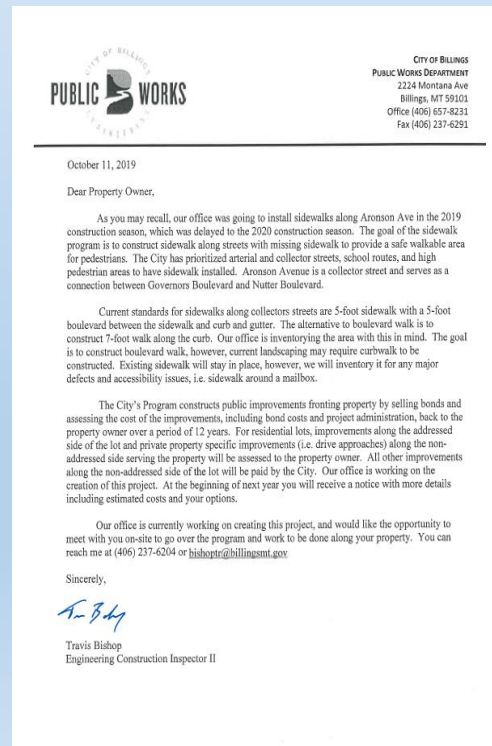 CITY OF BILLINGS
PUBLIC WORKS
ENGINEERING
CITY OF BILLINGS
PUBLIC WORKS DEPARTMENT
2224 Montana Ave
Billings, MT 59101
Office (406) 657-8231
Fax (406) 237-6291
October 11, 2019
Dear Property Owner,
As you may recall, our office was going to install sidewalks along Aronson Ave in the 2019
construction season, which was delayed to the 2020 construction season. The goal of the sidewalk
program is to construct sidewalk along streets with missing sidewalk to provide a safe walkable area
for pedestrians. The City has prioritized arterial and collector streets, school routes, and high
pedestrian areas to have sidewalk installed. Aronson Avenue is a collector street and serves as a
connection between Governors Boulevard and Nutter Boulevard.
Current standards for sidewalks along collectors streets are 5-foot sidewalk with a 5-foot
boulevard between the sidewalk and curb and gutter. The alternative to boulevard walk is to
construct 7-foot walk along the curb. Our office is inventorying the area with this in mind. The goal
is to construct boulevard walk, however, current landscaping may require curbwalk to be
constructed. Existing sidewalk will stay in place, however, we will inventory it for any major
defects and accessibility issues, i.e. sidewalk around a mailbox.
The City's Program constructs public improvements fronting property by selling bonds and
assessing the cost of the improvements, including bond costs and project administration, back to the
property owner over a period of 12 years. For residential lots, improvements along the addressed
side of the lot and private property specific improvements (i.e. drive approaches) along the non-
addressed side serving the property will be assessed to the property owner. All other improvements
along the non-addressed side of the lot will be paid by the City. Our office is working on the
creation of this project. At the beginning of next year you will receive a notice with more details
including estimated costs and your options.
Our office is currently working on creating this project, and would like the opportunity to
meet with you on-site to go over the program and work to be done along your property. You can
reach me at (406) 237-6204 or bishoptr@billingsmt.gov
Sincerely,
Travis Bishop
Engineering Construction Inspector II